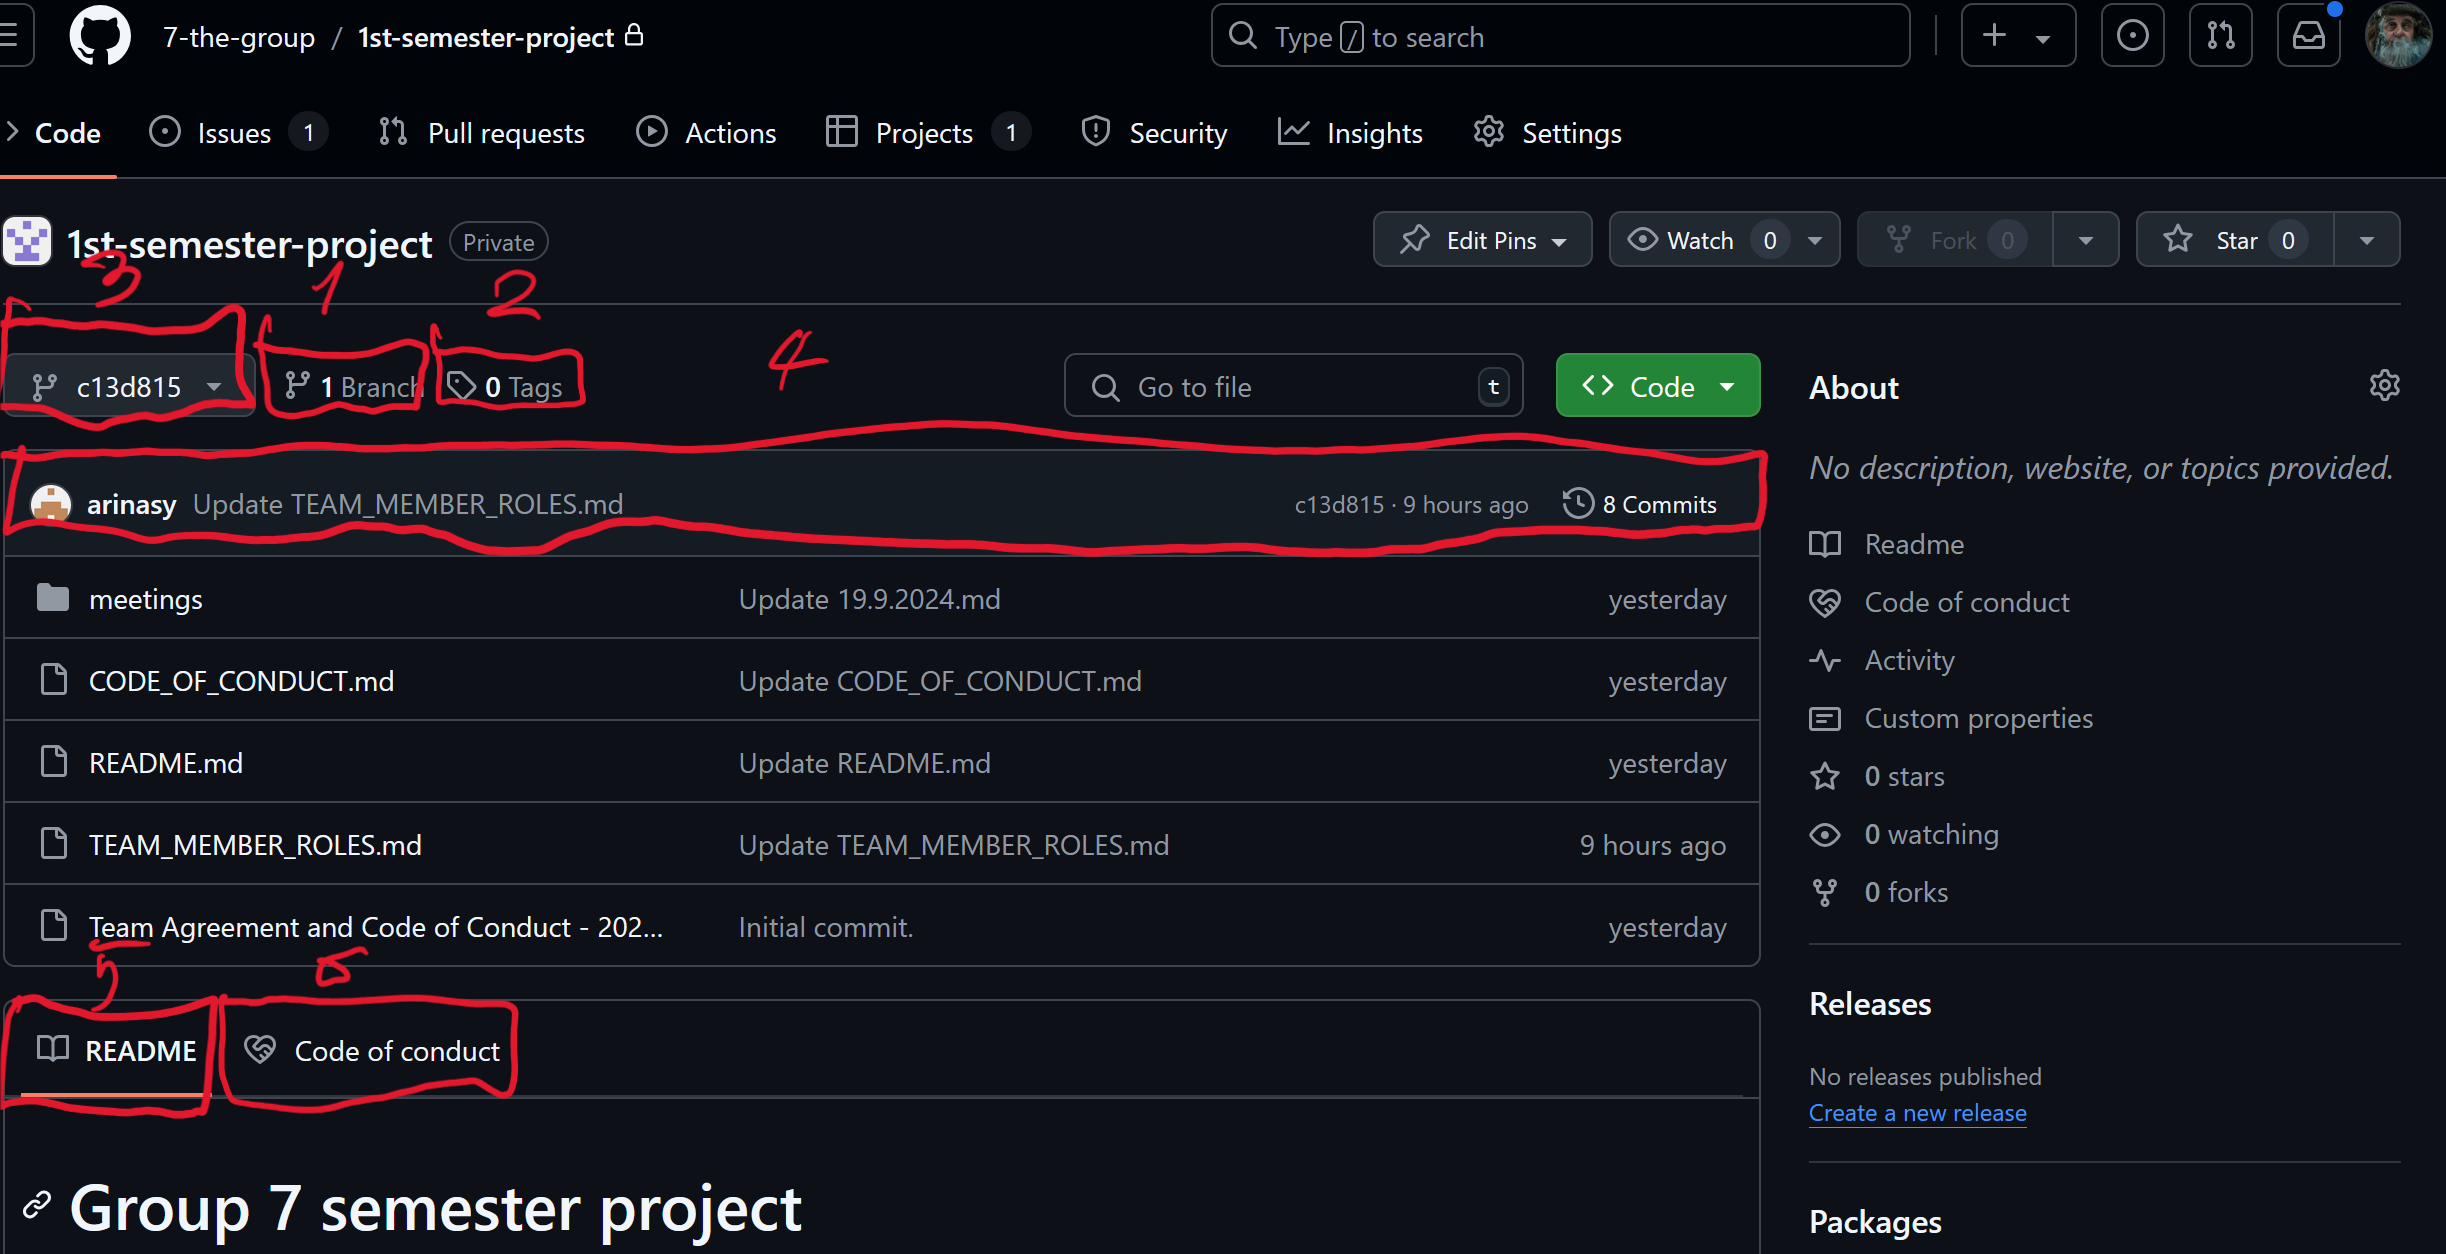 7-the-group / 1st-semester-project
Type / to search
Code Issues 1 Pull requests Actions Projects 1 Security Insights Settings
1st-semester-project Private
Edit Pins Watch 0 Fork 0 Star 0
3 1 2 4
c13d815 1 Branch 0 Tags Go to file t Code
arinasy Update TEAM_MEMBER_ROLES.md c13d815 · 9 hours ago 8 Commits
meetings Update 19.9.2024.md yesterday
CODE_OF_CONDUCT.md Update CODE_OF_CONDUCT.md yesterday
README.md Update README.md yesterday
TEAM_MEMBER_ROLES.md Update TEAM_MEMBER_ROLES.md 9 hours ago
Team Agreement and Code of Conduct - 202... Initial commit. yesterday
5
README Code of conduct
Group 7 semester project
About
No description, website, or topics provided.
Readme
Code of conduct
Activity
Custom properties
0 stars
0 watching
0 forks
Releases
No releases published
Create a new release
Packages